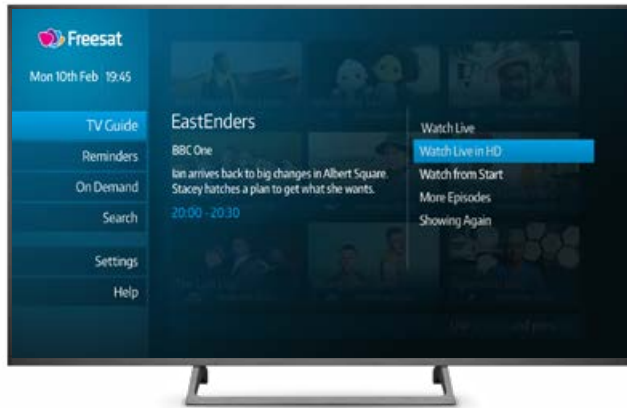 Freesat
Mon 10th Feb 19:45
TV Guide
Reminders
On Demand
Search
Settings
Help
EastEnders
BBC One
Ian arrives back to big changes in Albert Square.
Stacey hatches a plan to get what she wants.
20:00 - 20:30
Watch Live
Watch Live in HD
Watch from Start
More Episodes
Showing Again